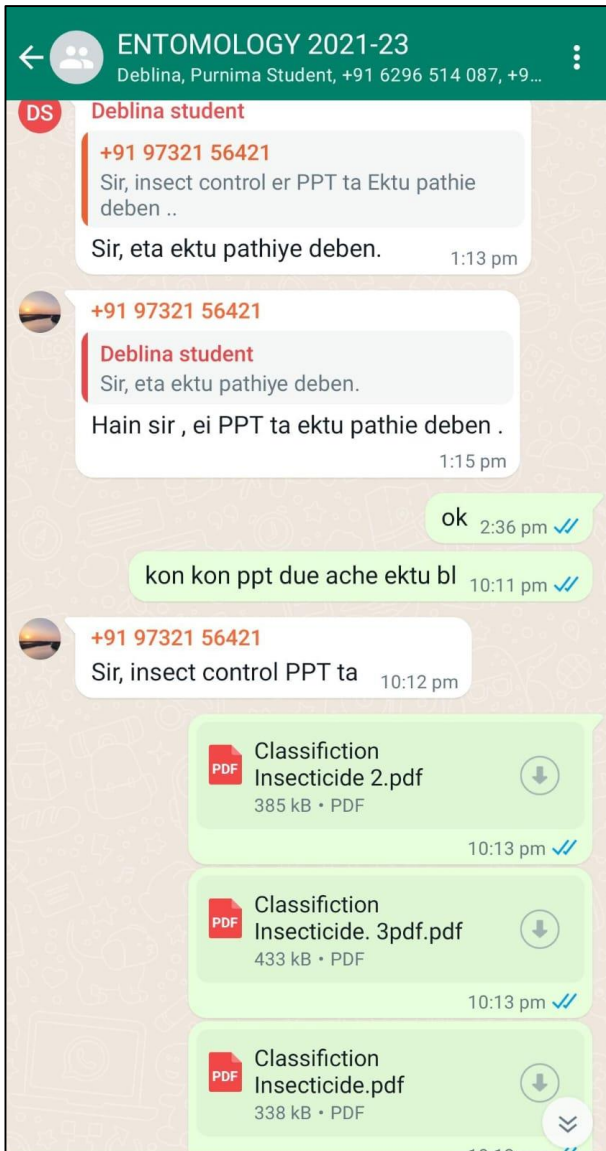 ENTOMOLOGY 2021-23
Deblina, Purnima Student, +91 6296 514 087, +9...
DS
Deblina student
+91 97321 56421
Sir, insect control er PPT ta Ektu pathie
deben ..
Sir, eta ektu pathiye deben.
1:13 pm
+91 97321 56421
Deblina student
Sir, eta ektu pathiye deben.
Hain sir , ei PPT ta ektu pathie deben .
1:15 pm
ok 2:36 pm
kon kon ppt due ache ektu bl 10:11 pm
+91 97321 56421
Sir, insect control PPT ta 10:12 pm
PDF
Classifiction
Insecticide 2.pdf
385 kB • PDF
10:13 pm
PDF
Classifiction
Insecticide. 3pdf.pdf
433 kB • PDF
10:13 pm
PDF
Classifiction
Insecticide.pdf
338 kB • PDF